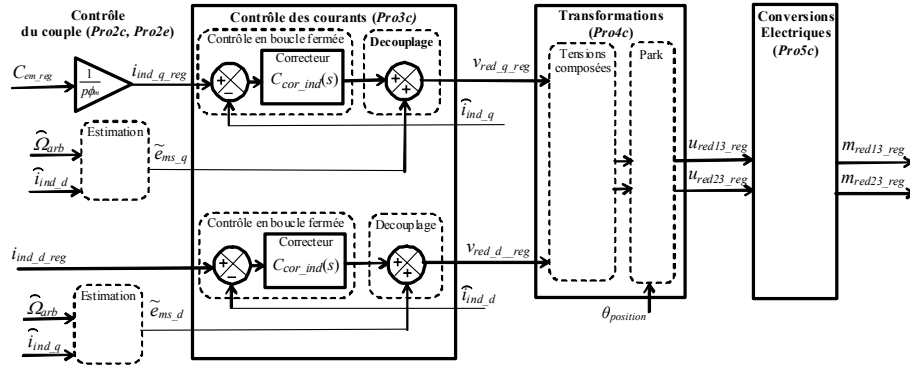 Contrôle
du couple (Pro2c, Pro2e)
Contrôle des courants (Pro3c)
Transformations
(Pro4c)
Conversions
Electriques
(Pro5c)
Contrôle en boucle fermée
Decouplage
Correcteur
C_cor_ind(s)
Tensions
composées
Park
C_em_reg
1
pϕ_m
i_ind_q_reg
+
−
+
+
v_red_q_reg
î_ind_q
Estimation
Ω̂_arb
ẽ_ms_q
î_ind_d
u_red13_reg
m_red13_reg
u_red23_reg
m_red23_reg
Contrôle en boucle fermée
Decouplage
Correcteur
C_cor_ind(s)
i_ind_d_reg
+
−
+
+
v_red_d__reg
î_ind_d
Estimation
Ω̂_arb
ẽ_ms_d
î_ind_q
θ_position